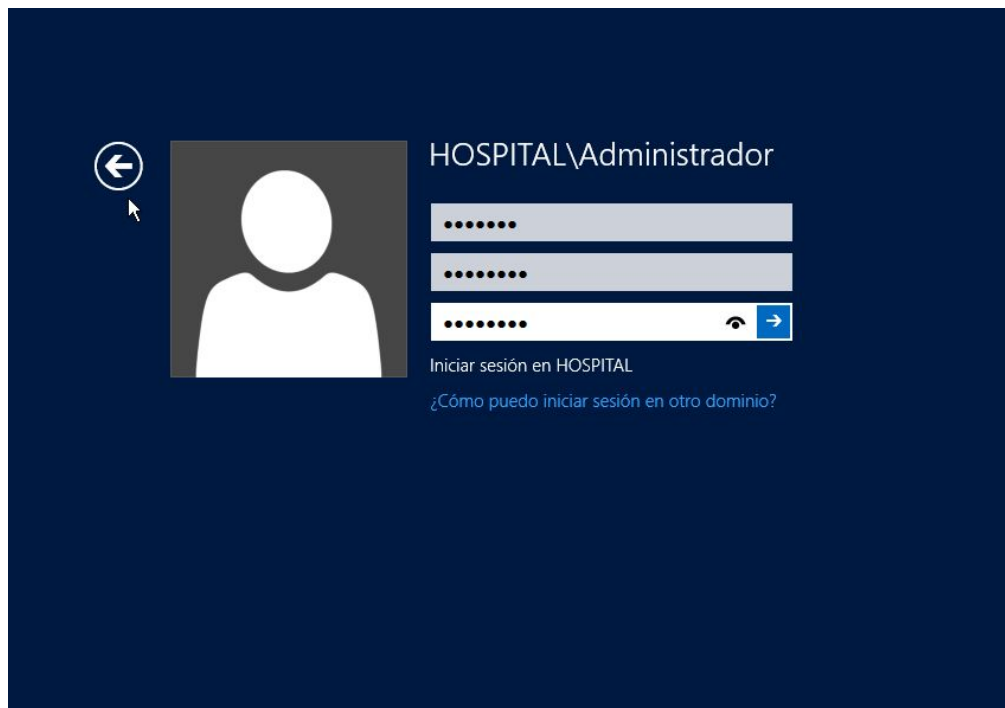 HOSPITAL\Administrador
•••••••
••••••••
••••••••
Iniciar sesión en HOSPITAL
¿Cómo puedo iniciar sesión en otro dominio?